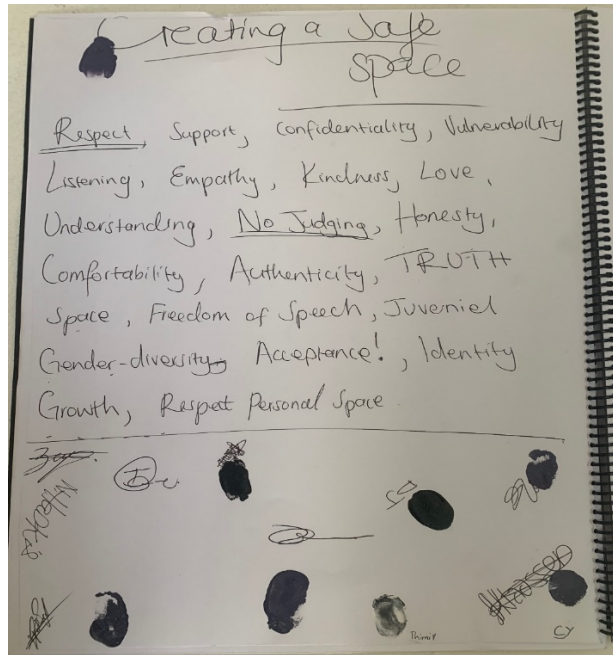 Creating a Safe
Space
Respect, Support, Confidentiality, Vulnerability
Listening, Empathy, Kindness, Love,
Understanding, No Judging, Honesty,
Comfortability, Authenticity, TRUTH
Space, Freedom of Speech, Juveniel
Gender-diversity, Acceptance!, Identity
Growth, Respect Personal Space
CY